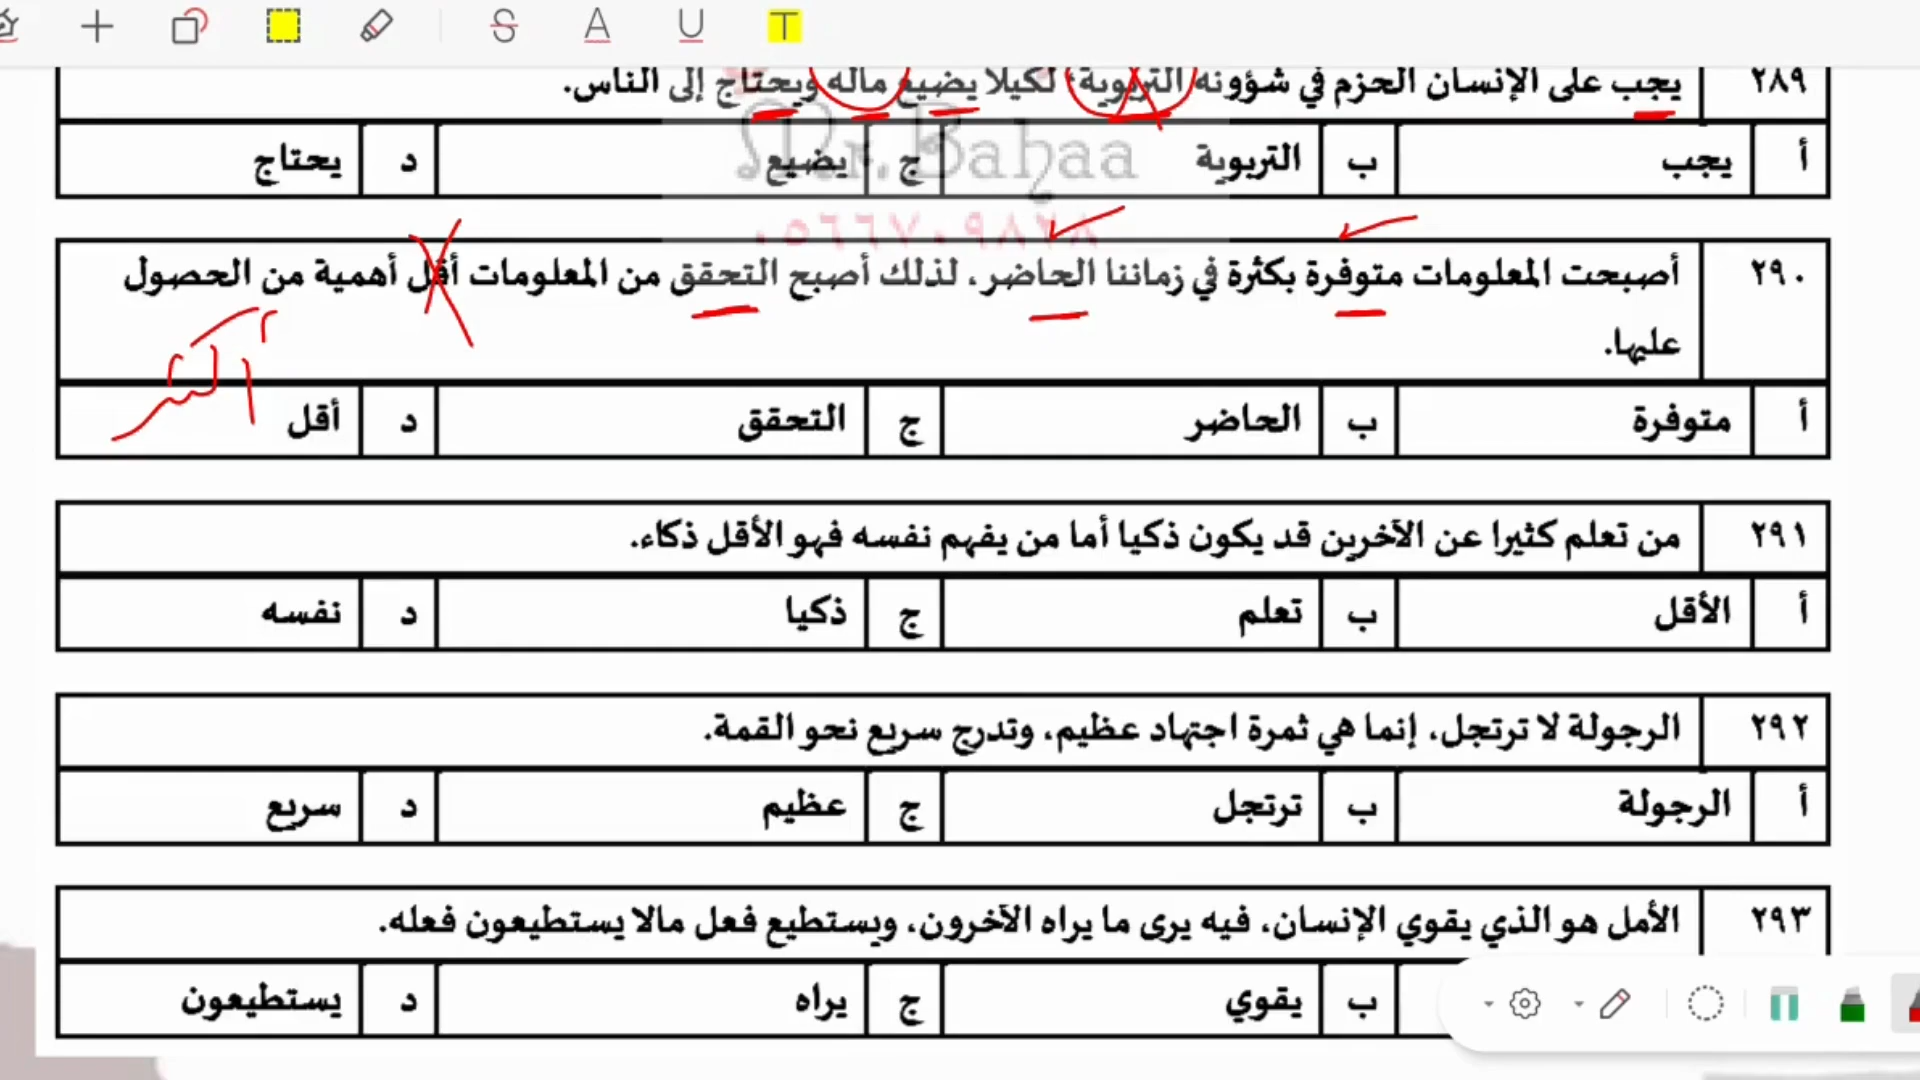 ٢٨٩ يجب على الإنسان الحزم في شؤونه التربوية؛ لكيلا يضيع ماله ويحتاج إلى الناس.
أ يجب ب التربوية ج يضيع د يحتاج
Mr.Bahaa
٠٥٦٦٧٠٩٨٢٨
٢٩٠ أصبحت المعلومات متوفرة بكثرة في زماننا الحاضر، لذلك أصبح التحقق من المعلومات أقل أهمية من الحصول
عليها.
أ متوفرة ب الحاضر ج التحقق د أقل
٢٩١ من تعلم كثيرا عن الآخرين قد يكون ذكيا أما من يفهم نفسه فهو الأقل ذكاء.
أ الأقل ب تعلم ج ذكيا د نفسه
٢٩٢ الرجولة لا ترتجل، إنما هي ثمرة اجتهاد عظيم، وتدرج سريع نحو القمة.
أ الرجولة ب ترتجل ج عظيم د سريع
٢٩٣ الأمل هو الذي يقوي الإنسان، فيه يرى ما يراه الآخرون، ويستطيع فعل مالا يستطيعون فعله.
ب يقوي ج يراه د يستطيعون